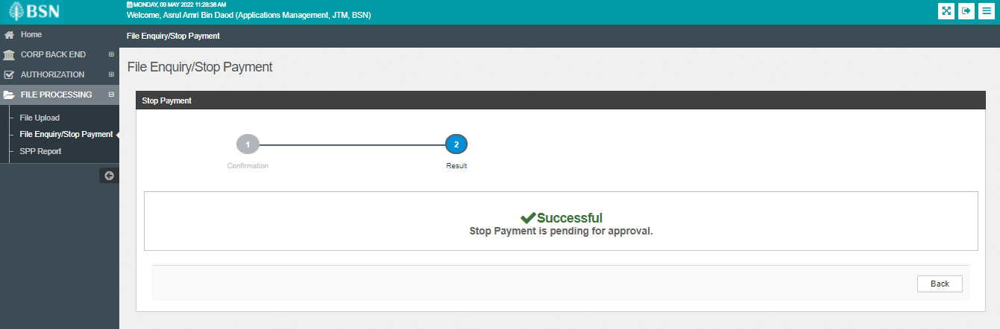 BSN
MONDAY, 09 MAY 2022 11:28:36 AM
Welcome, Asrul Amri Bin Daod (Applications Management, JTM, BSN)
Home
File Enquiry/Stop Payment
CORP BACK END
AUTHORIZATION
FILE PROCESSING
File Upload
File Enquiry/Stop Payment
SPP Report
File Enquiry/Stop Payment
Stop Payment
1
2
Confirmation
Result
Successful
Stop Payment is pending for approval.
Back